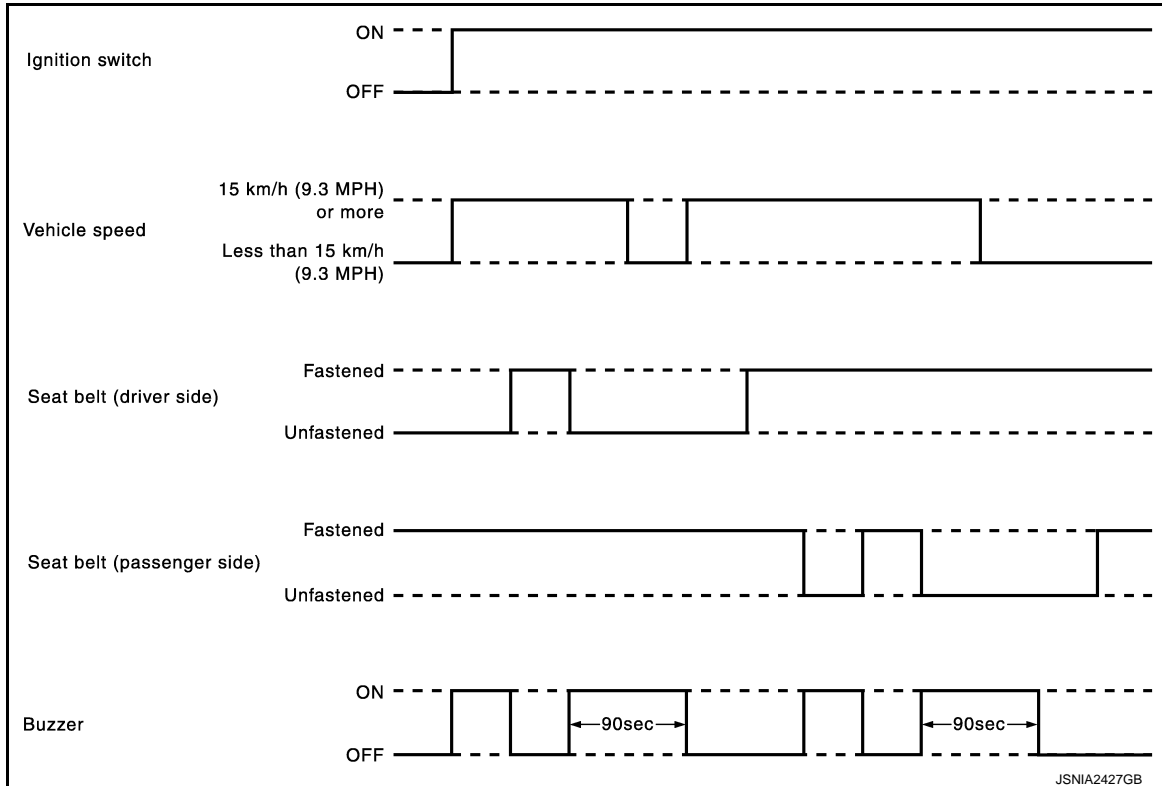 ON
Ignition switch
OFF
15 km/h (9.3 MPH)
or more
Vehicle speed
Less than 15 km/h
(9.3 MPH)
Fastened
Seat belt (driver side)
Unfastened
Fastened
Seat belt (passenger side)
Unfastened
ON
Buzzer
90sec
90sec
OFF
JSNIA2427GB